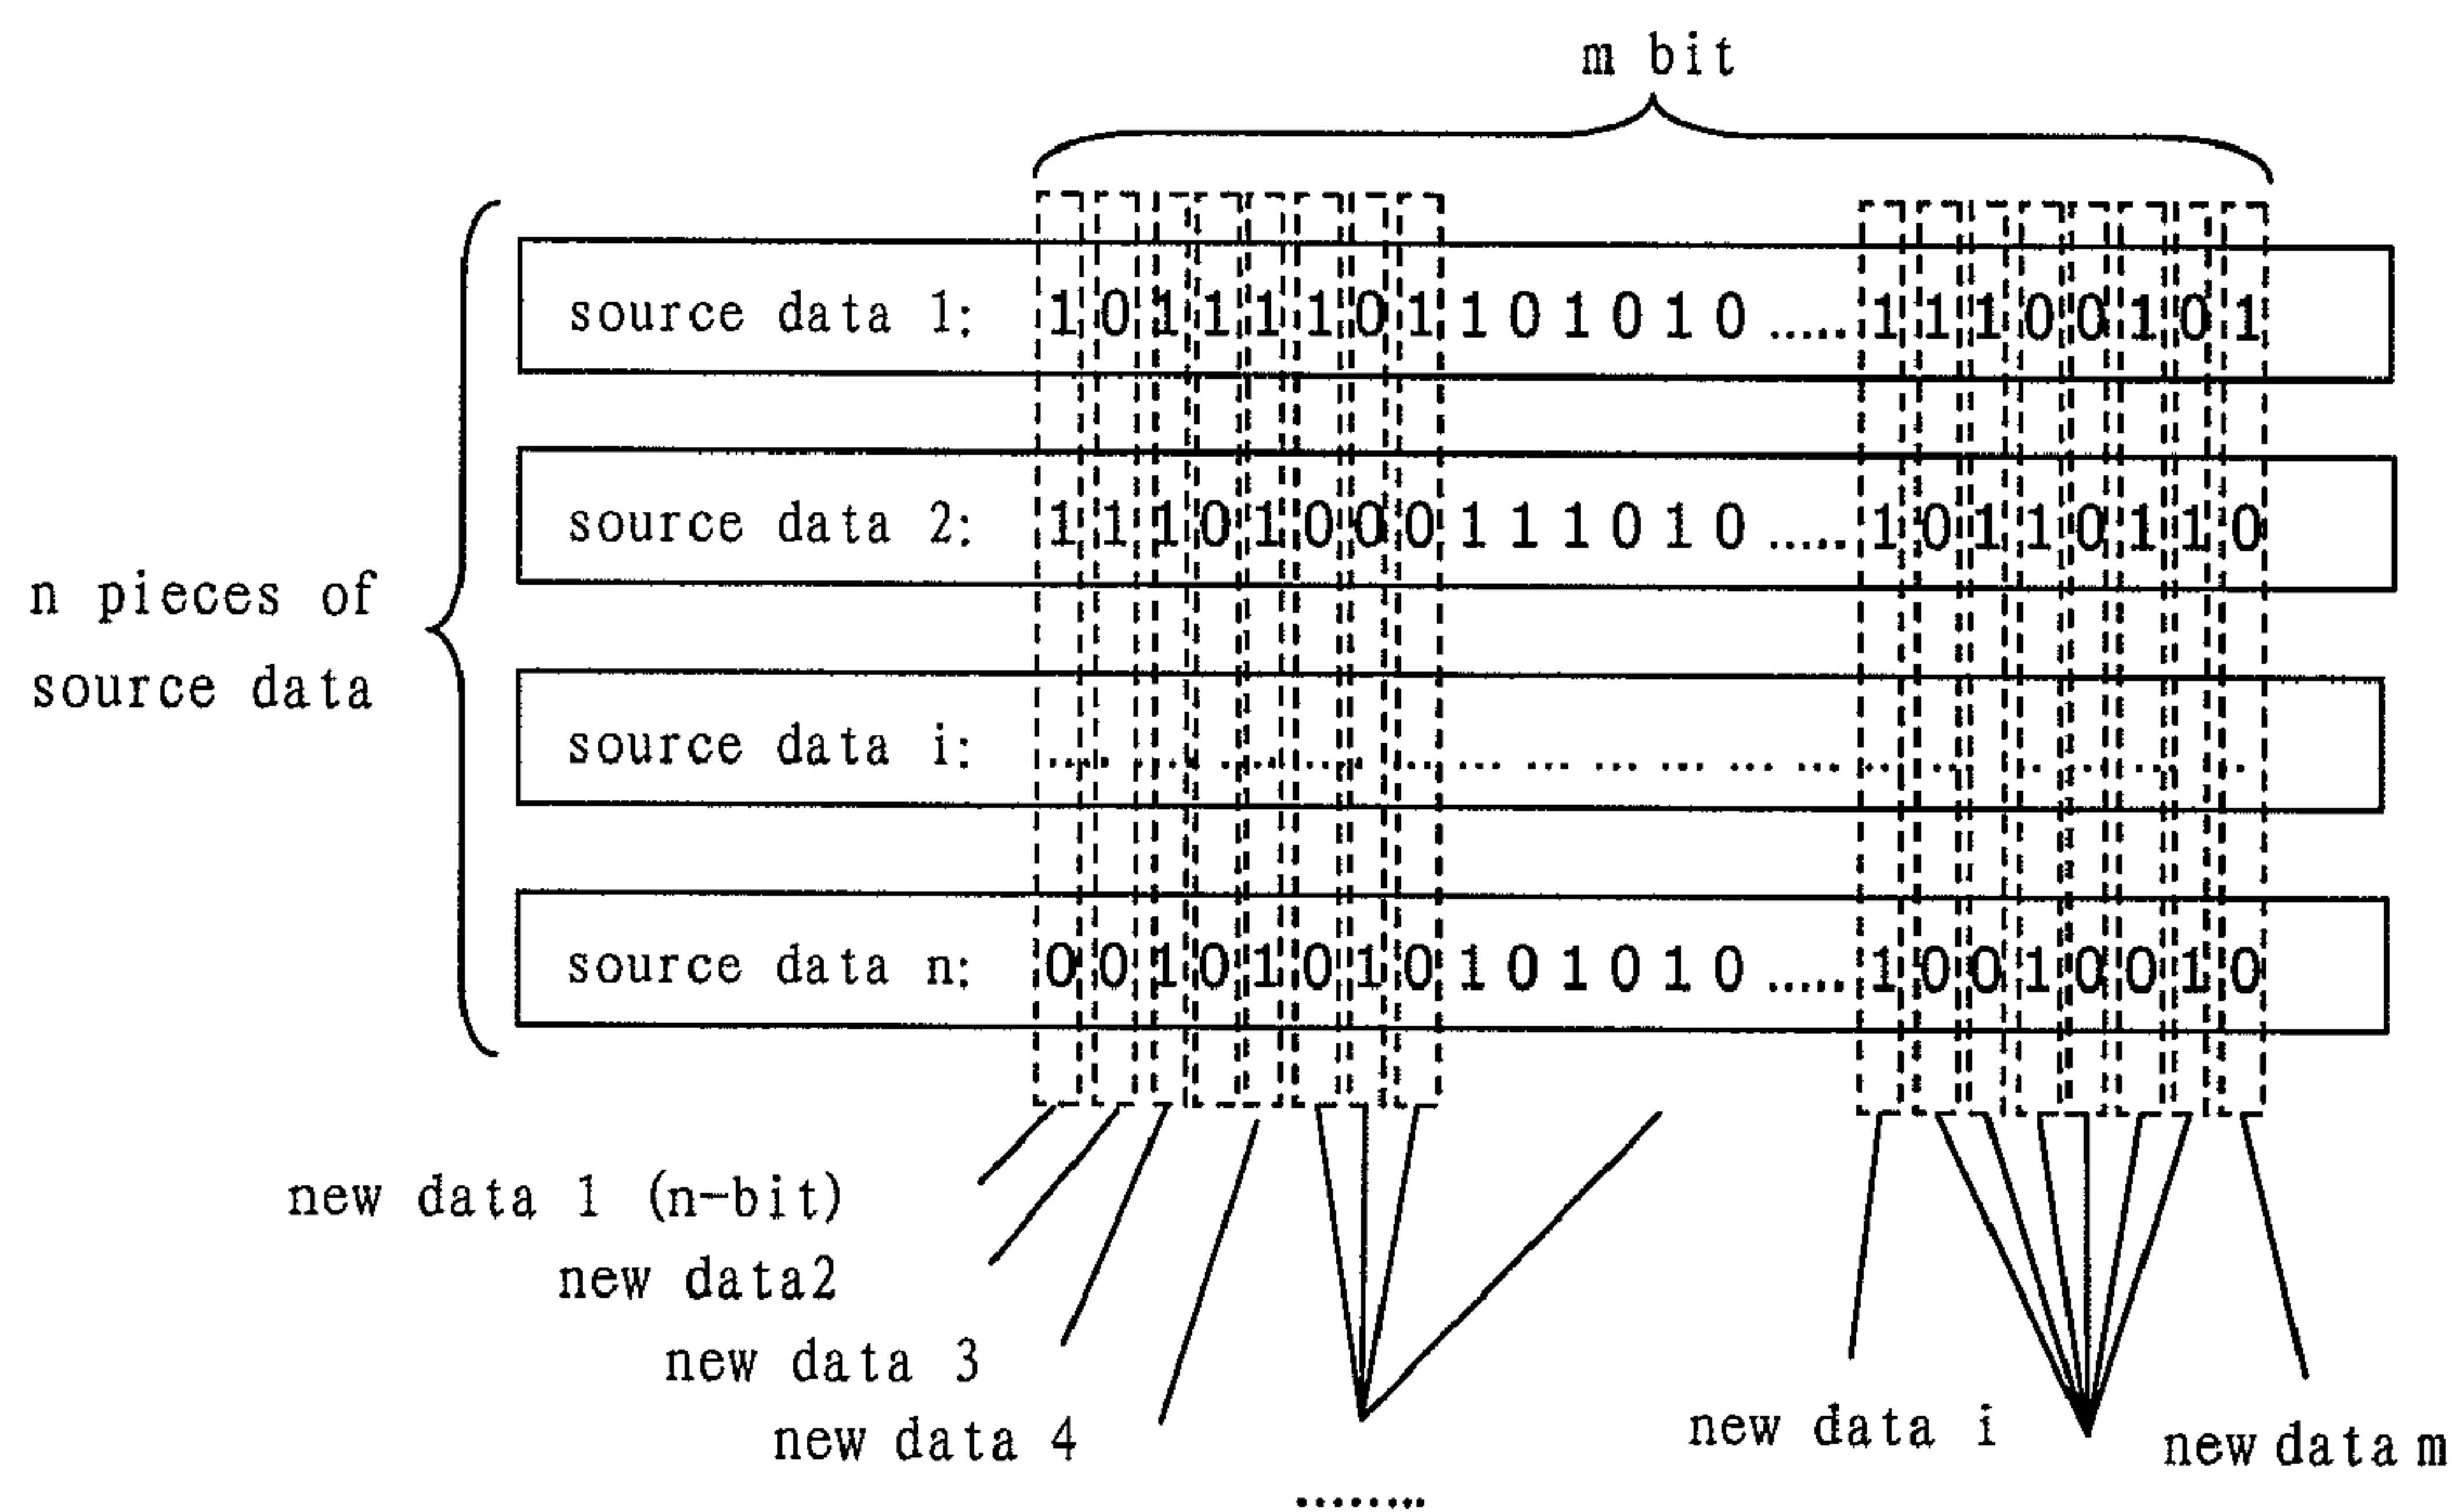 m bit
source data 1: 1 0 1 1 1 1 0 1 1 0 1 0 1 0 ..... 1 1 1 0 0 1 0 1
source data 2: 1 1 1 0 1 0 0 0 1 1 1 0 1 0 ..... 1 0 1 1 0 1 1 0
n pieces of
source data
source data i: ... ... ... ... ... ... ... ... ... ... ... ... ... ... ... ... ... ...
source data n: 0 0 1 0 1 0 1 0 1 0 1 0 1 0 ..... 1 0 0 1 0 0 1 0
new data 1 (n-bit)
new data2
new data 3
new data 4
new data i
new data m
........